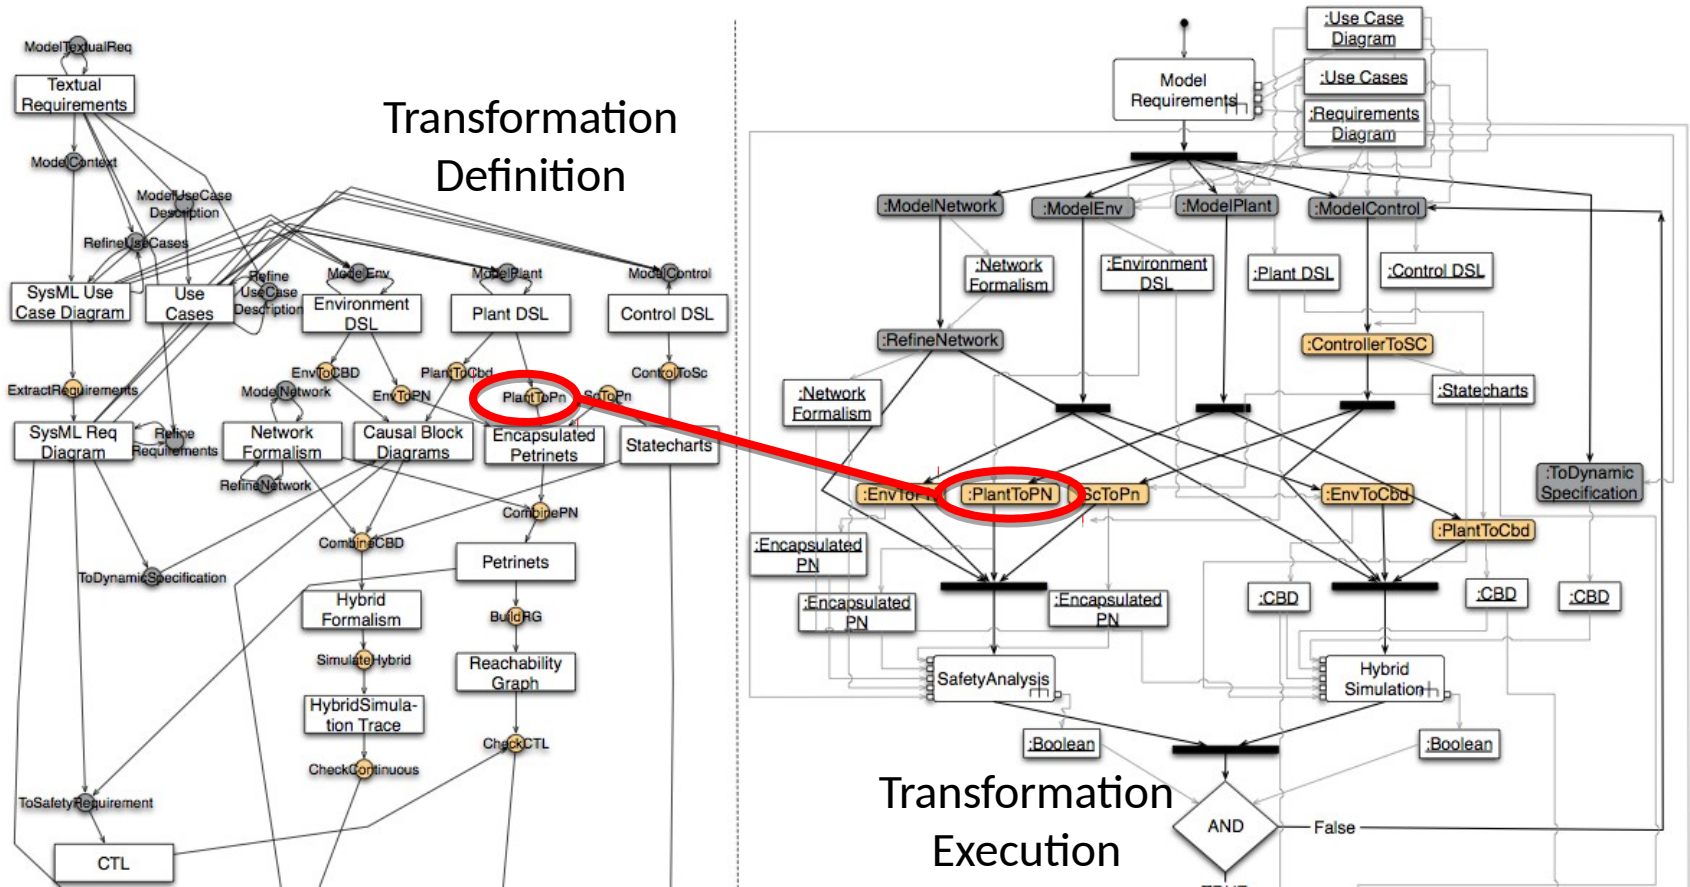 ModelTextualReq
Textual
Requirements
Transformation
Definition
ModelContext
ModelUseCase
Description
RefineUseCases
Refine
UseCase
Description
ModelEnv
ModelPlant
ModelControl
SysML Use
Case Diagram
Use
Cases
Environment
DSL
Plant DSL
Control DSL
ExtractRequirements
EnvToCBD
ModelNetwork
EnvToPN
PlantToCbd
PlantToPn
ScToPn
ControlToSc
SysML Req
Diagram
Refine
Requirements
Network
Formalism
Causal Block
Diagrams
Encapsulated
Petrinets
Statecharts
RefineNetwork
CombinePN
CombineCBD
ToDynamicSpecification
Petrinets
Hybrid
Formalism
BuildRG
SimulateHybrid
Reachability
Graph
HybridSimula-
tion Trace
CheckCTL
CheckContinuous
ToSafetyRequirement
CTL
:Use Case
Diagram
:Use Cases
:Requirements
Diagram
Model
Requirements
:ModelNetwork
:ModelEnv
:ModelPlant
:ModelControl
:Network
Formalism
:Environment
DSL
:Plant DSL
:Control DSL
:RefineNetwork
:ControllerToSC
:Network
Formalism
:Statecharts
:EnvToPN
:PlantToPN
:ScToPn
:EnvToCbd
:ToDynamic
Specification
:PlantToCbd
:Encapsulated
PN
:Encapsulated
PN
:Encapsulated
PN
:CBD
:CBD
:CBD
SafetyAnalysis
Hybrid
Simulation
:Boolean
:Boolean
Transformation
Execution
AND
False